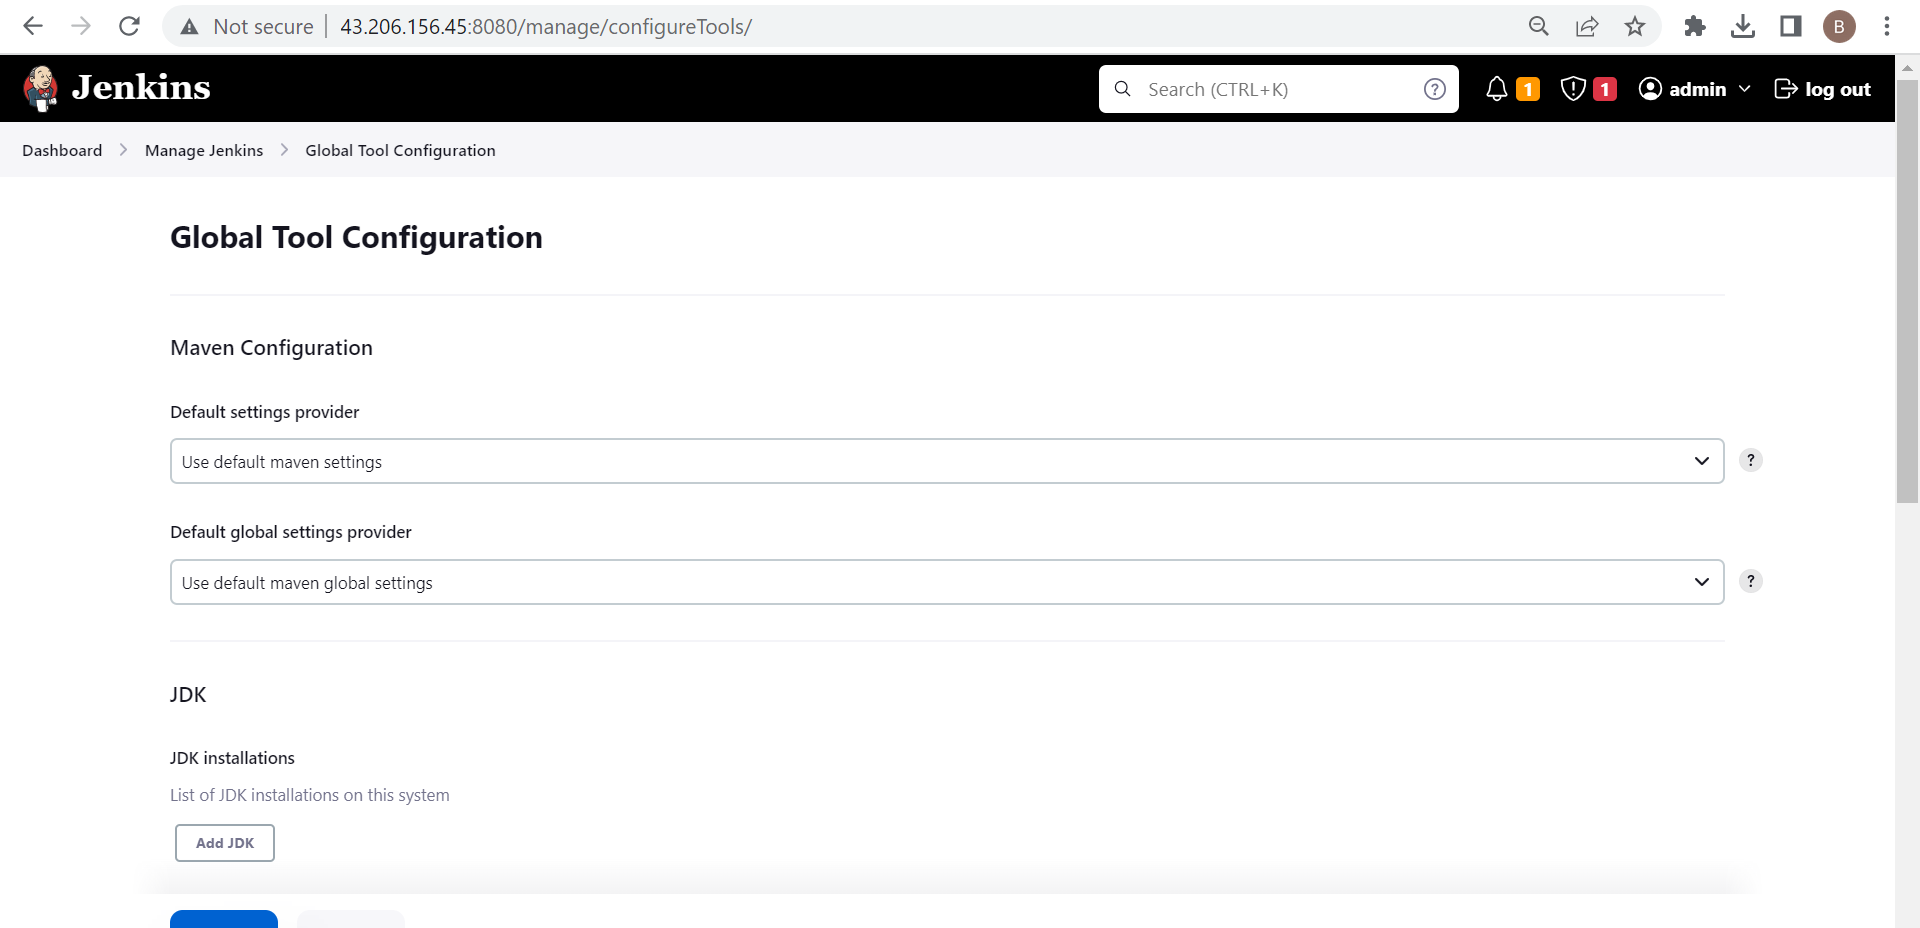 Not secure 43.206.156.45:8080/manage/configureTools/
B
Jenkins
Search (CTRL+K)
?
1
1
admin
log out
Dashboard
Manage Jenkins
Global Tool Configuration
Global Tool Configuration
Maven Configuration
Default settings provider
Use default maven settings
?
Default global settings provider
Use default maven global settings
?
JDK
JDK installations
List of JDK installations on this system
Add JDK